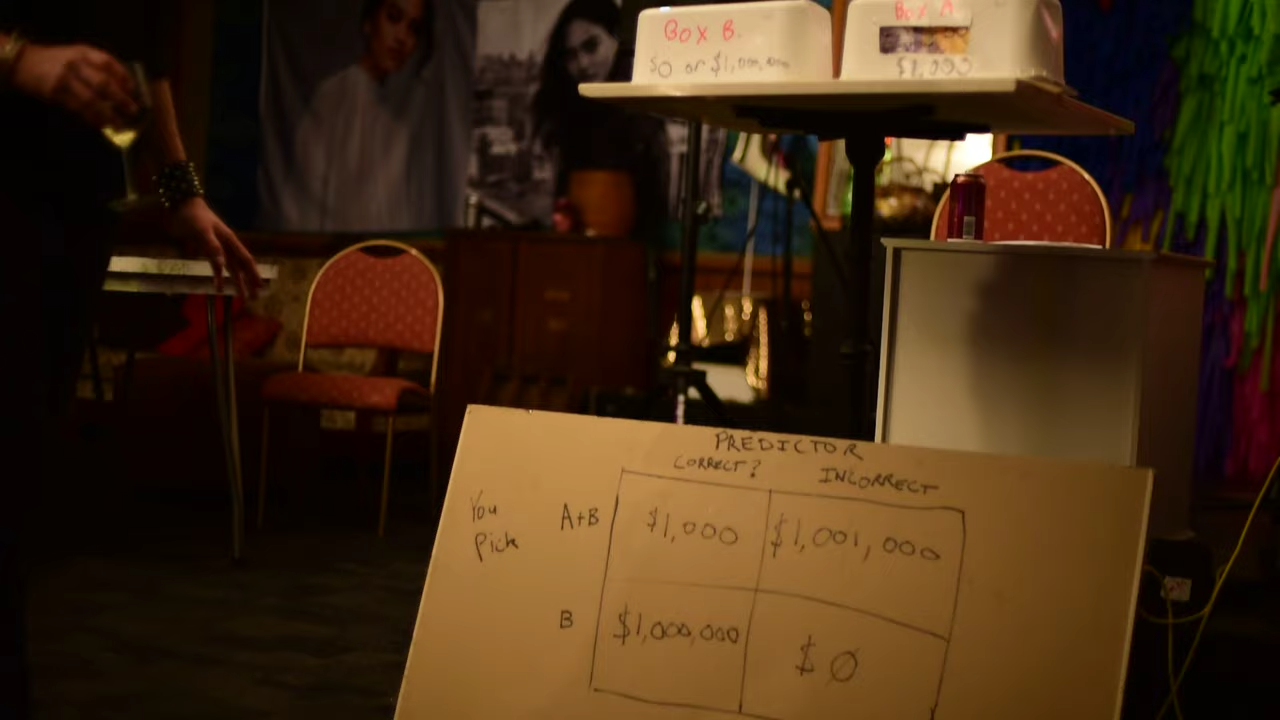 Box B.
$0 or $1,000,000
Box A
$1,000
PREDICTOR
CORRECT? INCORRECT
You Pick
A+B $1,000 $1,001,000
B $1,000,000 $0